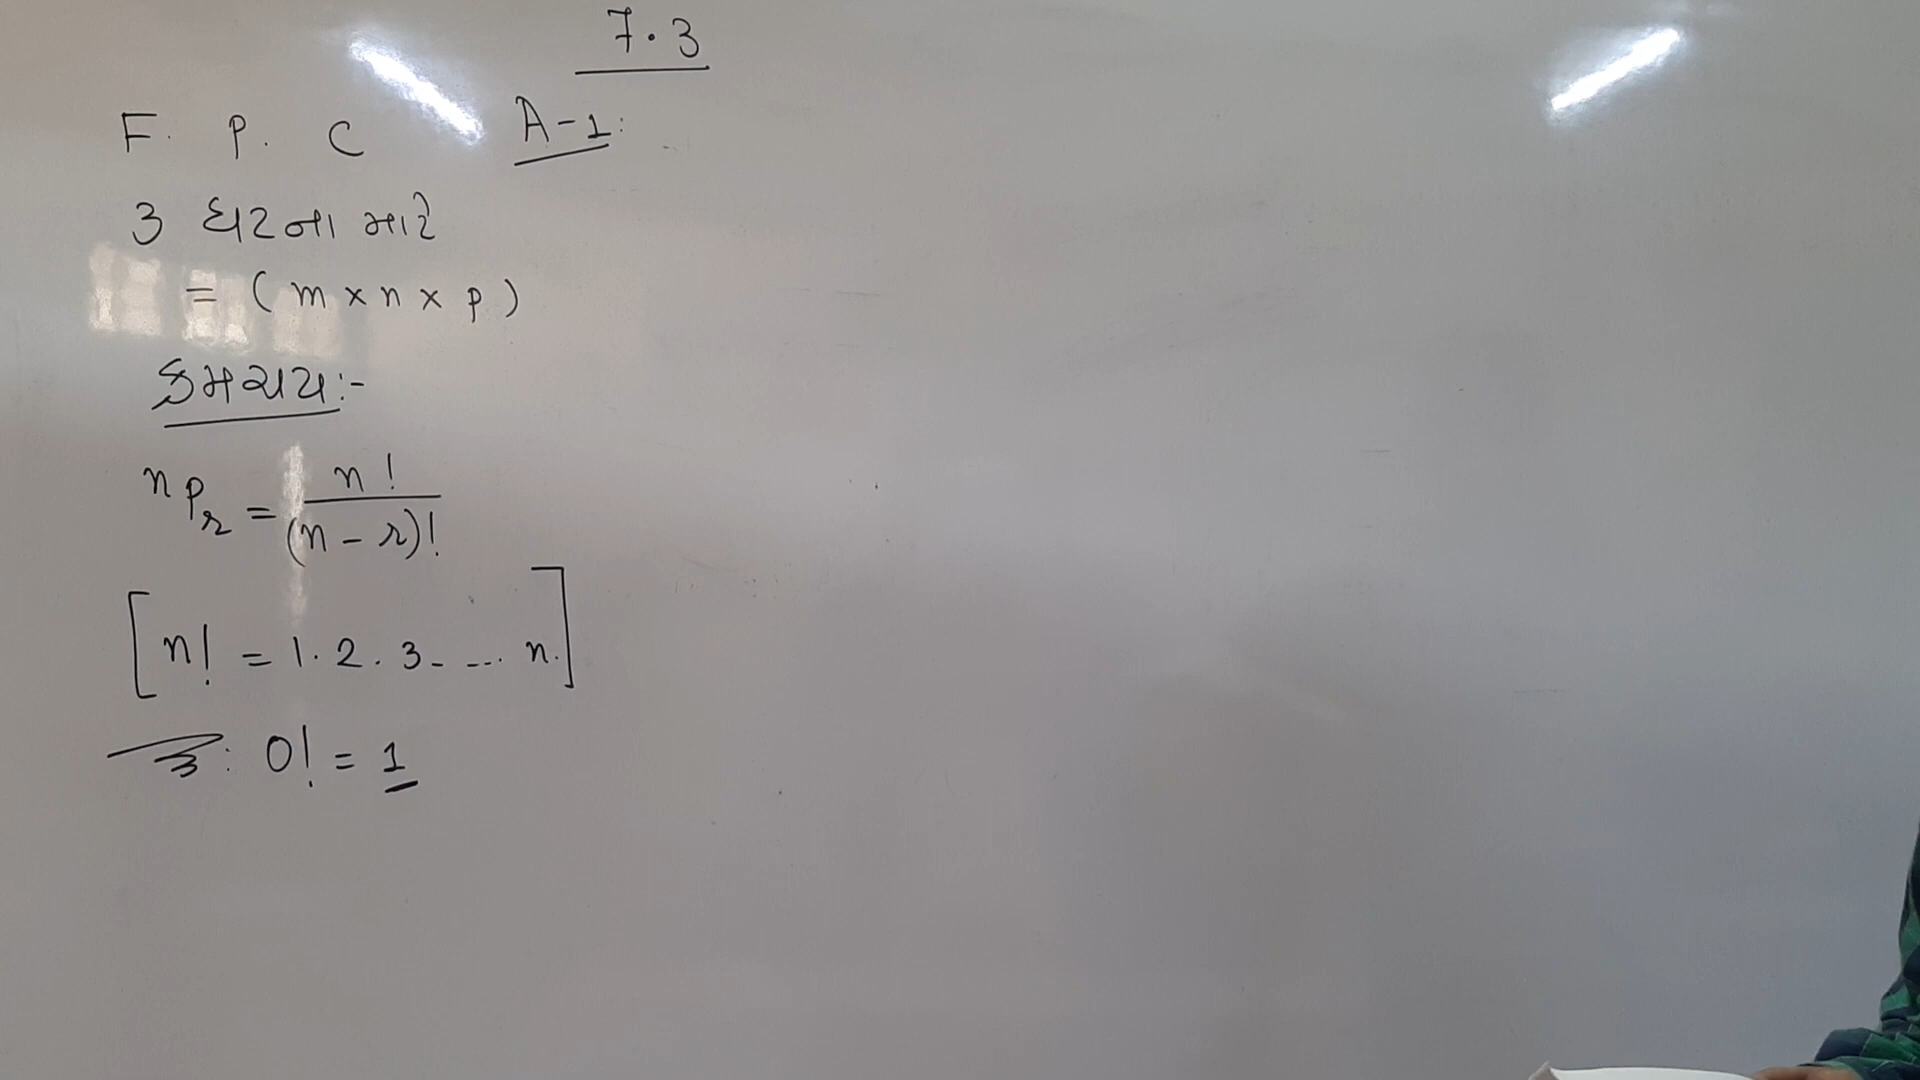 7.3
F. P. C
A-1:
3 ઘટના માટે
= (m × n × p)
ક્રમચય:-
nPr = n! / (n - r)!
[n! = 1.2.3- --- n.]
: 0! = 1